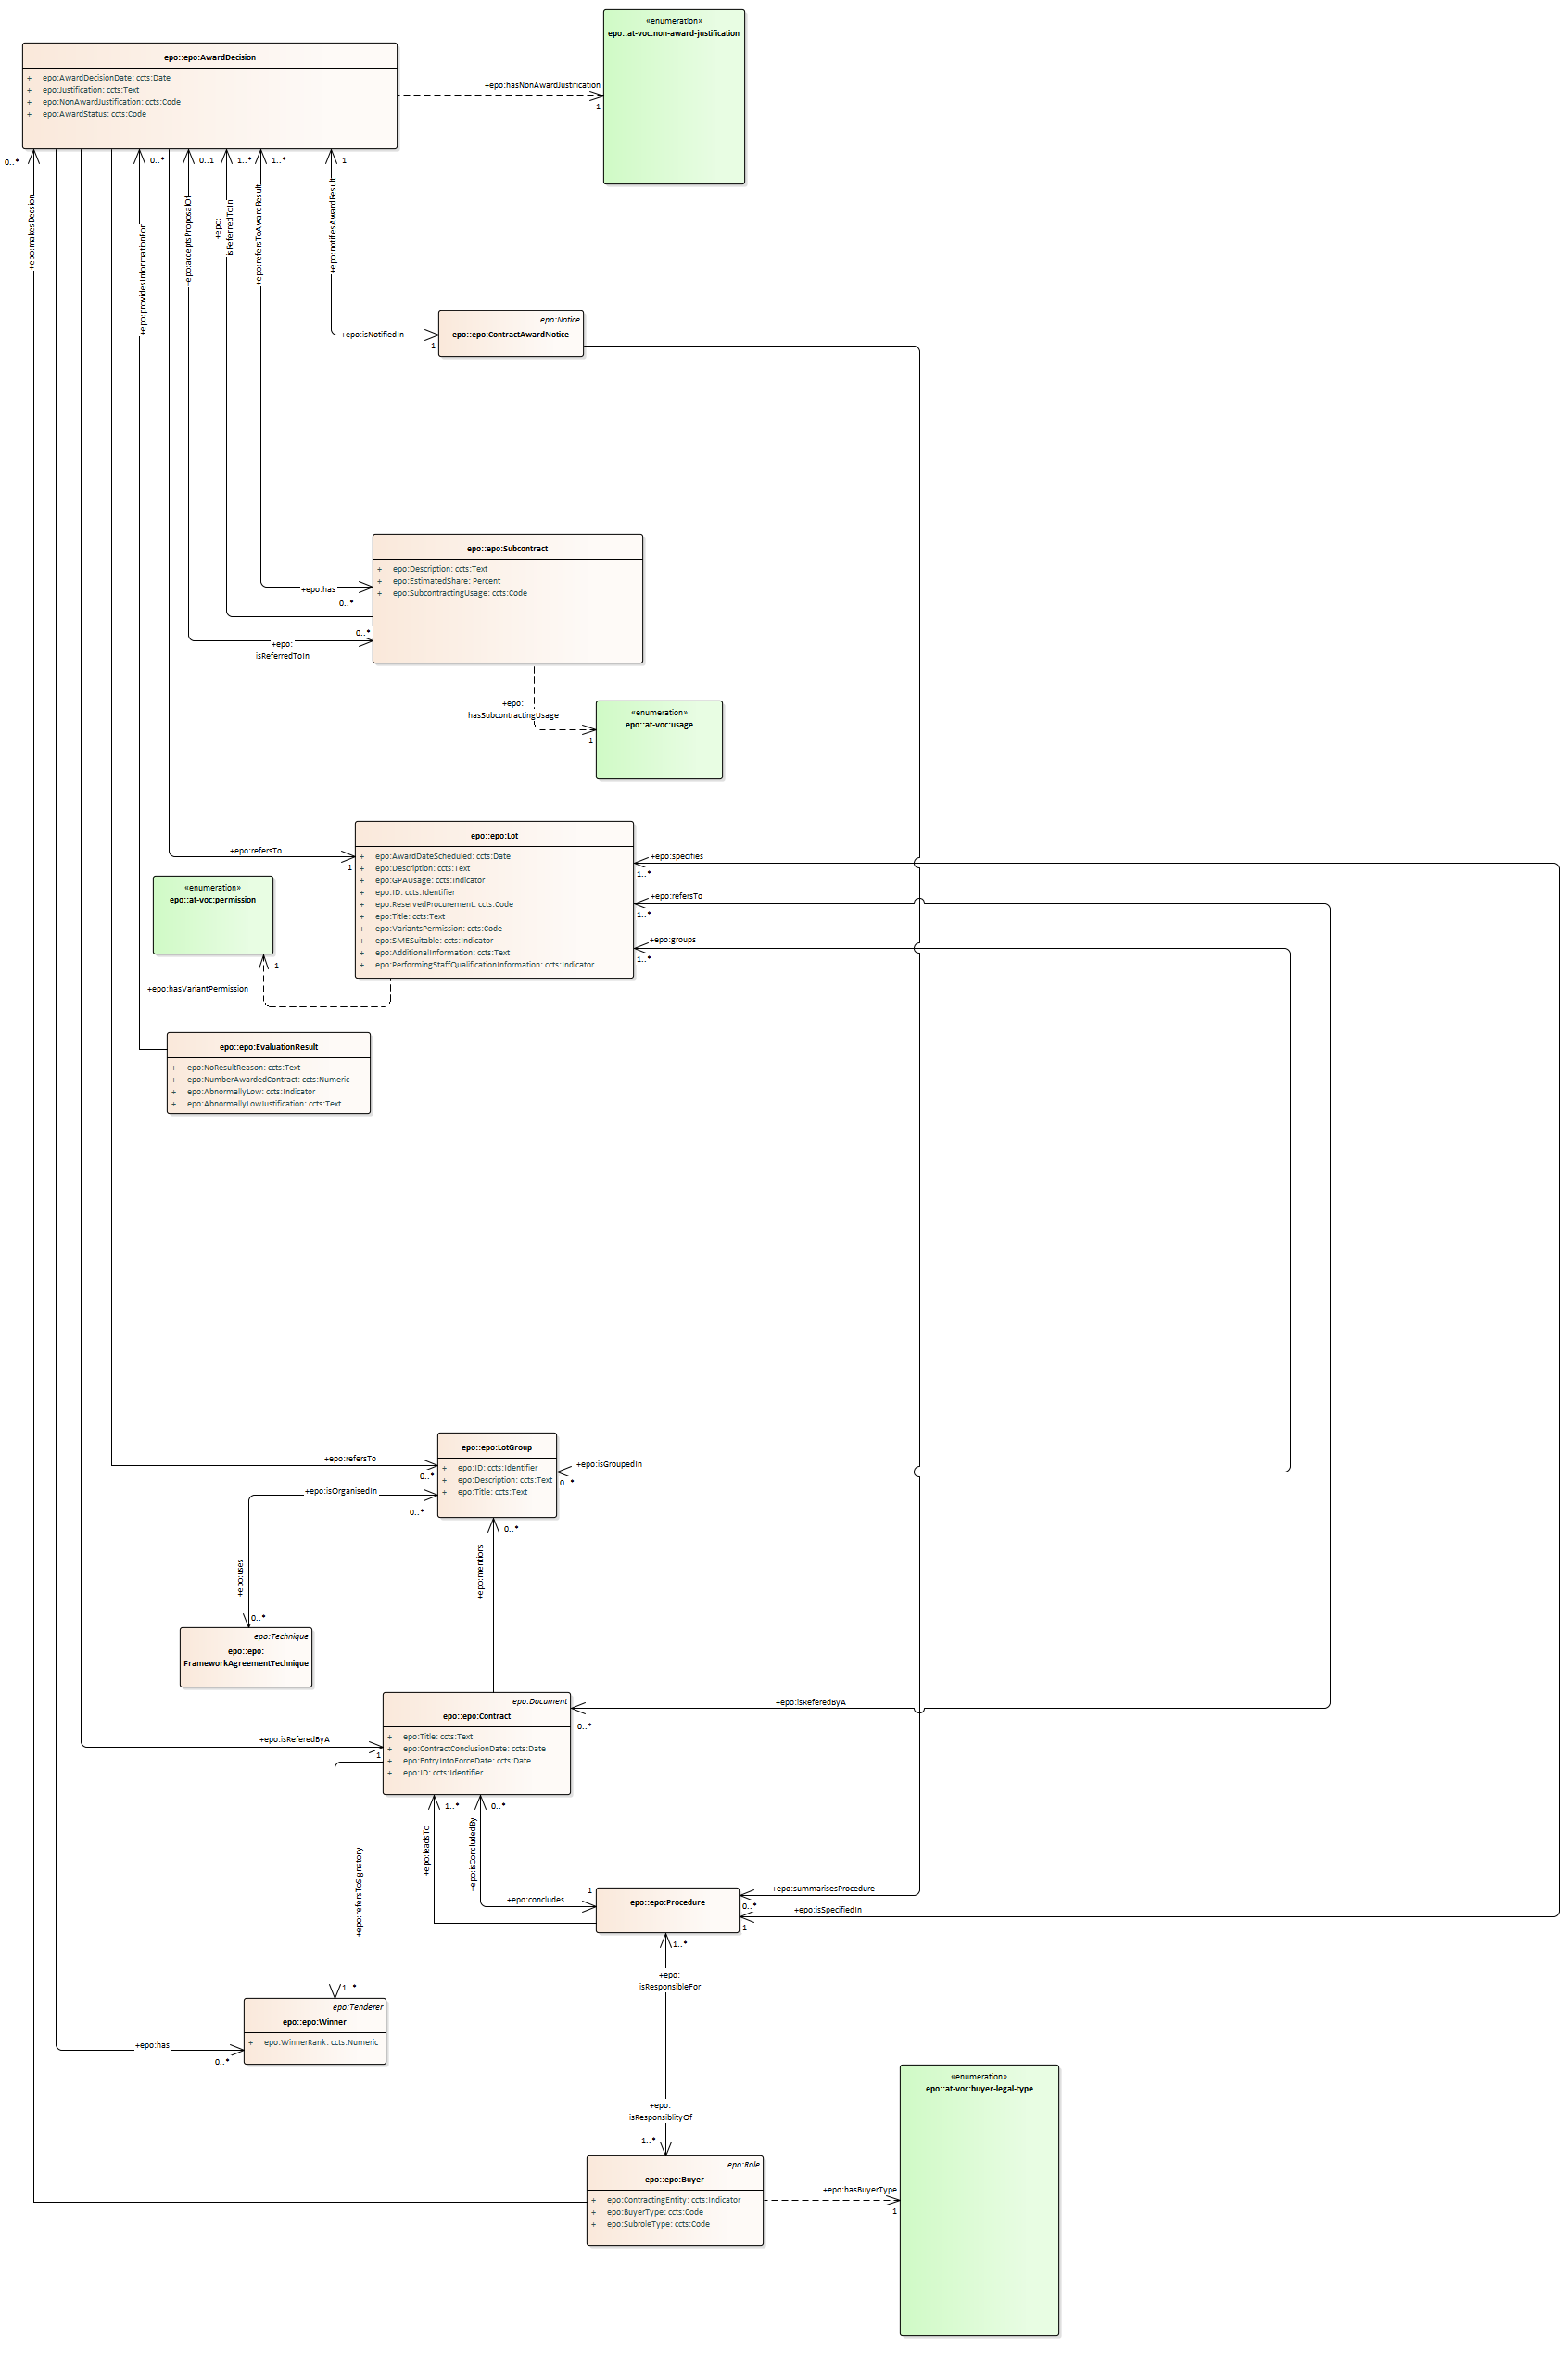 «enumeration»
epo::at-voc:non-award-justification
epo::epo:AwardDecision
+ epo:AwardDecisionDate: ccts:Date
+ epo:Justification: ccts:Text
+ epo:NonAwardJustification: ccts:Code
+ epo:AwardStatus: ccts:Code
+epo:hasNonAwardJustification
1
0..*
0..*
0..1
1..*
1..*
1
+epo:makesDecsion
+epo:providesInformationFor
+epo:acceptsProposalOf
+epo:
isReferredToIn
+epo:refersToAwardResult
+epo:notifiesAwardResult
epo:Notice
epo::epo:ContractAwardNotice
+epo:isNotifiedIn
1
epo::epo:Subcontract
+ epo:Description: ccts:Text
+ epo:EstimatedShare: Percent
+ epo:SubcontractingUsage: ccts:Code
+epo:has
0..*
0..*
+epo:
isReferredToIn
+epo:
hasSubcontractingUsage
1
«enumeration»
epo::at-voc:usage
epo::epo:Lot
+ epo:AwardDateScheduled: ccts:Date
+ epo:Description: ccts:Text
+ epo:GPAUsage: ccts:Indicator
+ epo:ID: ccts:Identifier
+ epo:ReservedProcurement: ccts:Code
+ epo:Title: ccts:Text
+ epo:VariantsPermission: ccts:Code
+ epo:SMESuitable: ccts:Indicator
+ epo:AdditionalInformation: ccts:Text
+ epo:PerformingStaffQualificationInformation: ccts:Indicator
+epo:refersTo
1
+epo:specifies
1..*
+epo:refersTo
1..*
+epo:groups
1..*
«enumeration»
epo::at-voc:permission
1
+epo:hasVariantPermission
epo::epo:EvaluationResult
+ epo:NoResultReason: ccts:Text
+ epo:NumberAwardedContract: ccts:Numeric
+ epo:AbnormallyLow: ccts:Indicator
+ epo:AbnormallyLowJustification: ccts:Text
epo::epo:LotGroup
+ epo:ID: ccts:Identifier
+ epo:Description: ccts:Text
+ epo:Title: ccts:Text
+epo:refersTo
0..*
+epo:isGroupedIn
0..*
+epo:isOrganisedIn
0..*
0..*
+epo:mentions
+epo:uses
0..*
epo:Technique
epo::epo:
FrameworkAgreementTechnique
epo:Document
epo::epo:Contract
+ epo:Title: ccts:Text
+ epo:ContractConclusionDate: ccts:Date
+ epo:EntryIntoForceDate: ccts:Date
+ epo:ID: ccts:Identifier
+epo:isReferedByA
0..*
+epo:isReferedByA
1
1..*
0..*
+epo:leadsTo
+epo:isConcludedBy
+epo:refersToSignatory
1..*
+epo:concludes
1
epo::epo:Procedure
+epo:summarisesProcedure
0..*
+epo:isSpecifiedIn
1
1..*
+epo:
isResponsibleFor
epo:Tenderer
epo::epo:Winner
+ epo:WinnerRank: ccts:Numeric
+epo:has
0..*
+epo:
isResponsiblityOf
1..*
epo:Role
epo::epo:Buyer
+ epo:ContractingEntity: ccts:Indicator
+ epo:BuyerType: ccts:Code
+ epo:SubroleType: ccts:Code
+epo:hasBuyerType
1
«enumeration»
epo::at-voc:buyer-legal-type